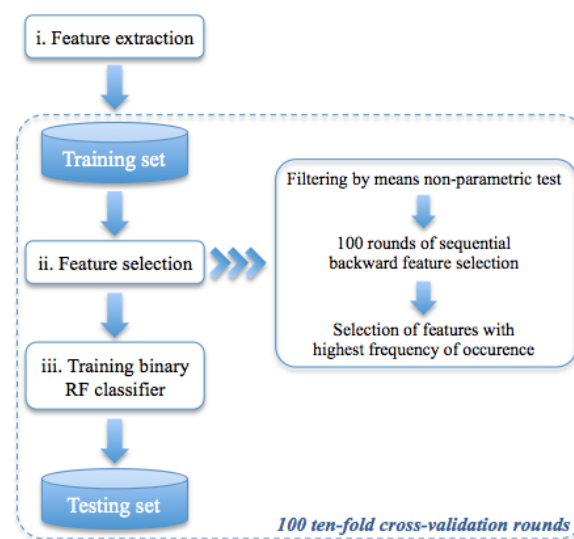 i. Feature extraction
Training set
ii. Feature selection
iii. Training binary
RF classifier
Testing set
Filtering by means non-parametric test
100 rounds of sequential
backward feature selection
Selection of features with
highest frequency of occurence
100 ten-fold cross-validation rounds